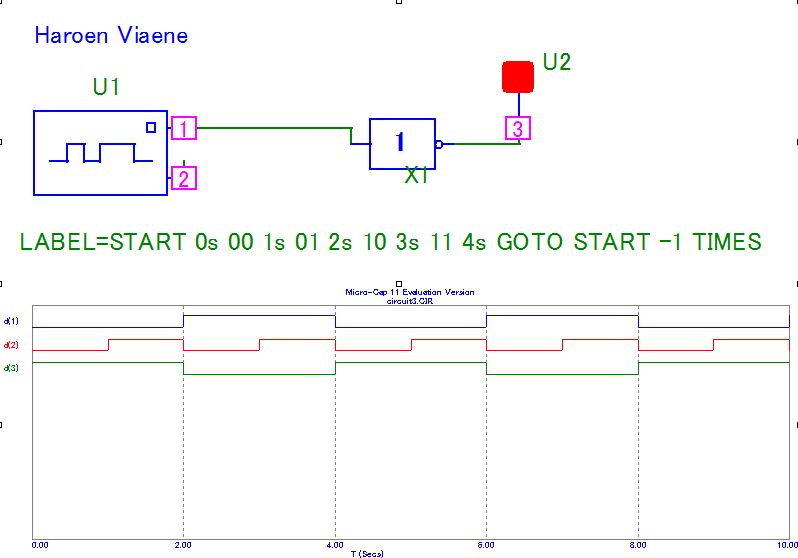 Haroen Viaene
U1
U2
1
1
3
2
X1
LABEL=START 0s 00 1s 01 2s 10 3s 11 4s GOTO START -1 TIMES
Micro-Cap 11 Evaluation Version
circuit3.CIR
d(1)
d(2)
d(3)
0.00 2.00 4.00 6.00 8.00 10.00
T (Secs)